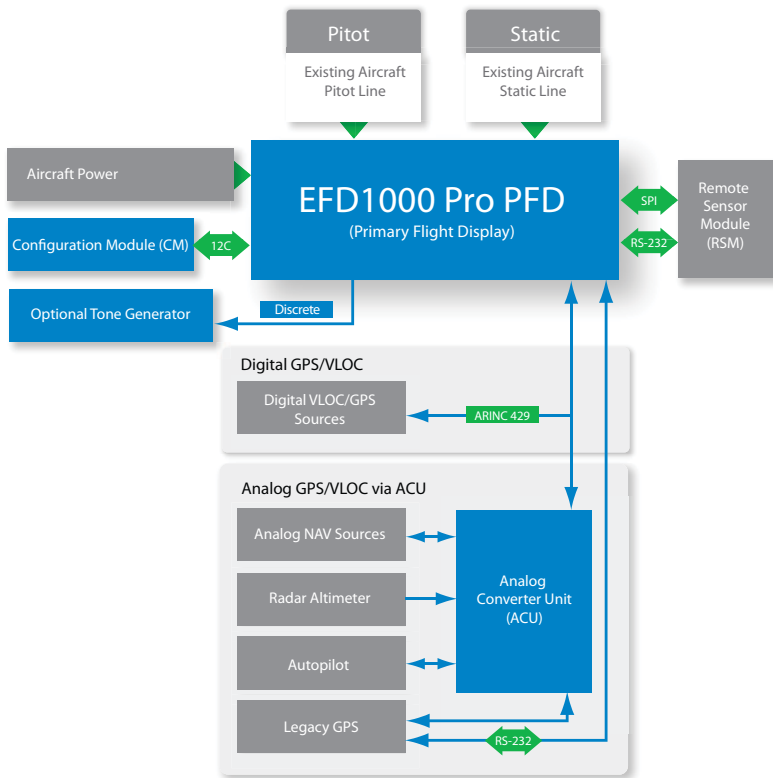 Pitot
Existing Aircraft
Pitot Line
Static
Existing Aircraft
Static Line
Aircraft Power
EFD1000 Pro PFD
(Primary Flight Display)
SPI
RS-232
Remote
Sensor
Module
(RSM)
Configuration Module (CM)
12C
Optional Tone Generator
Discrete
Digital GPS/VLOC
Digital VLOC/GPS
Sources
ARINC 429
Analog GPS/VLOC via ACU
Analog NAV Sources
Radar Altimeter
Autopilot
Legacy GPS
Analog
Converter Unit
(ACU)
RS-232